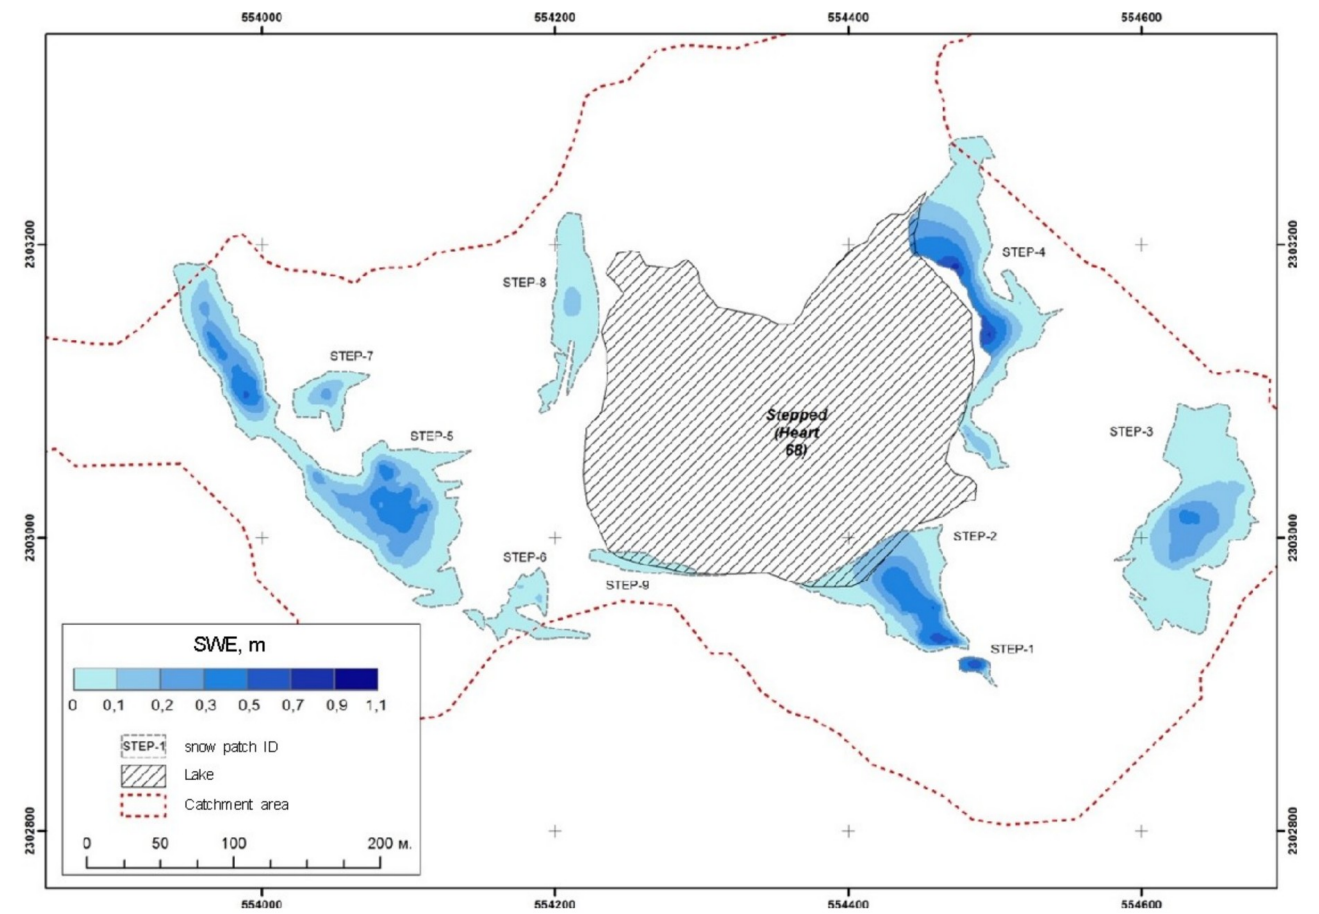 554000 554200 554400 554600
2303200
2303200
STEP-4
STEP-8
STEP-7
Stepped
(Heart
68)
STEP-5
STEP-3
2303000
2303000
STEP-2
STEP-6
STEP-9
STEP-1
SWE, m
0 0,1 0,2 0,3 0,5 0,7 0,9 1,1
STEP-1 snow patch ID
Lake
Catchment area
0 50 100 200 м.
2302800
2302800
554000 554200 554400 554600